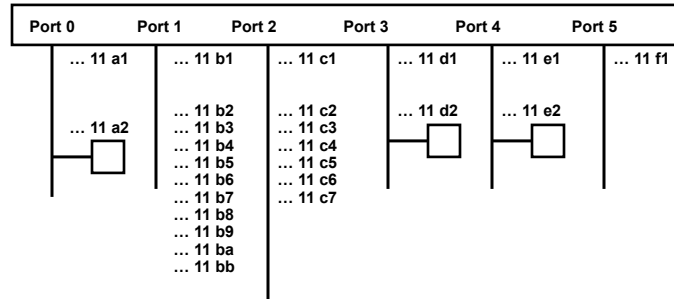 Port 0 Port 1 Port 2 Port 3 Port 4 Port 5
… 11 a1 … 11 b1 … 11 c1 … 11 d1 … 11 e1 … 11 f1
… 11 b2 … 11 c2 … 11 d2 … 11 e2
… 11 a2 … 11 b3 … 11 c3
… 11 b4 … 11 c4
… 11 b5 … 11 c5
… 11 b6 … 11 c6
… 11 b7 … 11 c7
… 11 b8
… 11 b9
… 11 ba
… 11 bb